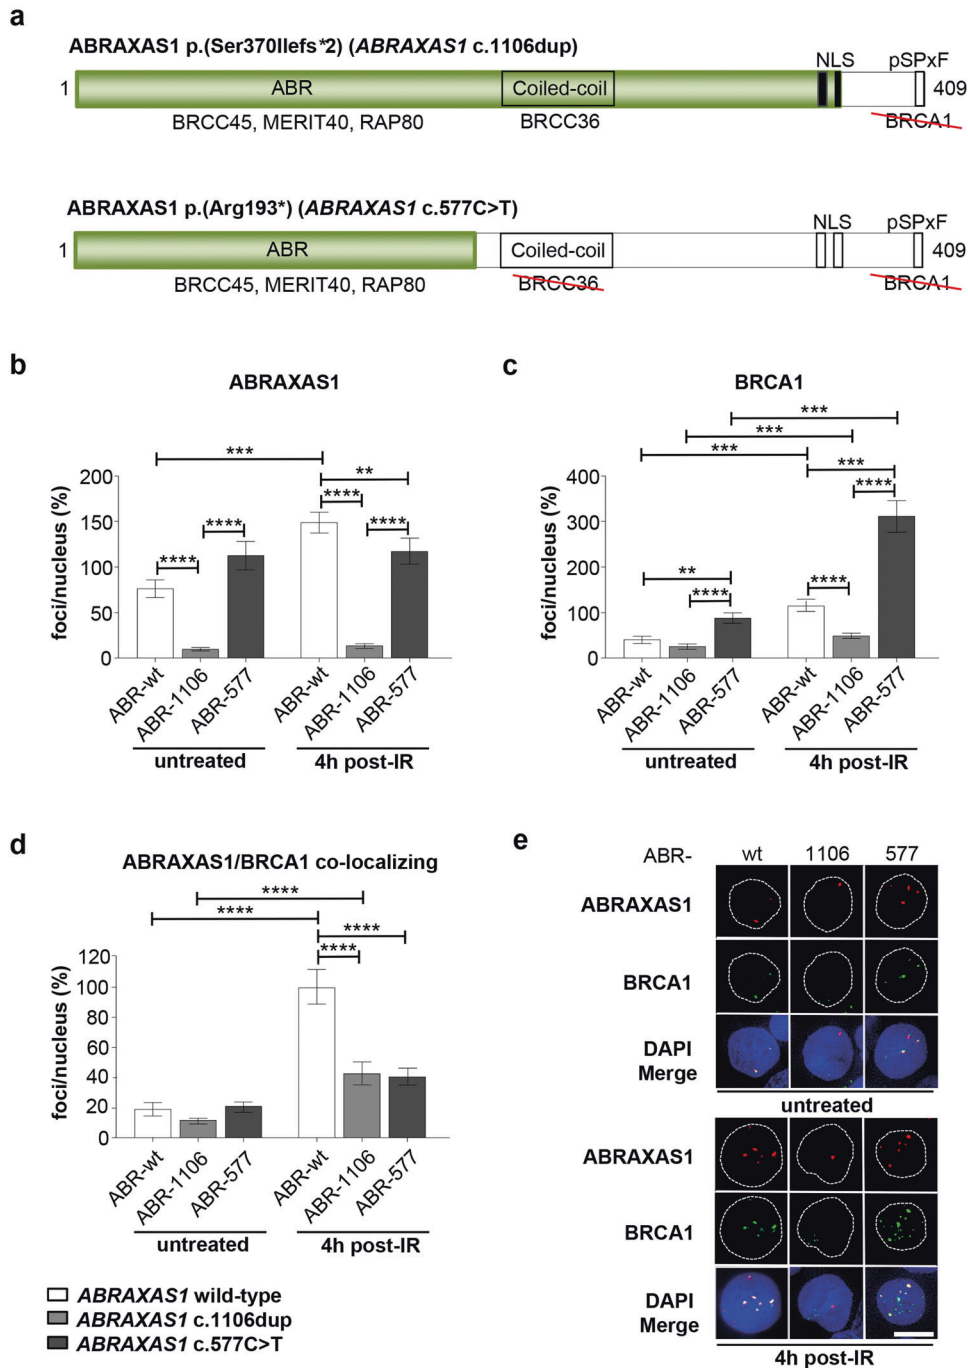 a
ABRAXAS1 p.(Ser370Ilefs*2) (ABRAXAS1 c.1106dup)
NLS pSPxF
1 ABR Coiled-coil 409
BRCC45, MERIT40, RAP80 BRCC36 BRCA1
ABRAXAS1 p.(Arg193*) (ABRAXAS1 c.577C>T)
NLS pSPxF
1 ABR Coiled-coil 409
BRCC45, MERIT40, RAP80 BRCC36 BRCA1
b
ABRAXAS1
***
**
****
****
****
****
foci/nucleus (%)
200
150
100
50
0
ABR-wt
ABR-1106
ABR-577
ABR-wt
ABR-1106
ABR-577
untreated
4h post-IR
c
BRCA1
***
***
***
***
****
**
****
****
foci/nucleus (%)
400
300
200
100
0
ABR-wt
ABR-1106
ABR-577
ABR-wt
ABR-1106
ABR-577
untreated
4h post-IR
d
ABRAXAS1/BRCA1 co-localizing
****
****
****
****
foci/nucleus (%)
120
100
80
60
40
20
0
ABR-wt
ABR-1106
ABR-577
ABR-wt
ABR-1106
ABR-577
untreated
4h post-IR
ABRAXAS1 wild-type
ABRAXAS1 c.1106dup
ABRAXAS1 c.577C>T
e
ABR- wt 1106 577
ABRAXAS1
BRCA1
DAPI
Merge
untreated
ABRAXAS1
BRCA1
DAPI
Merge
4h post-IR